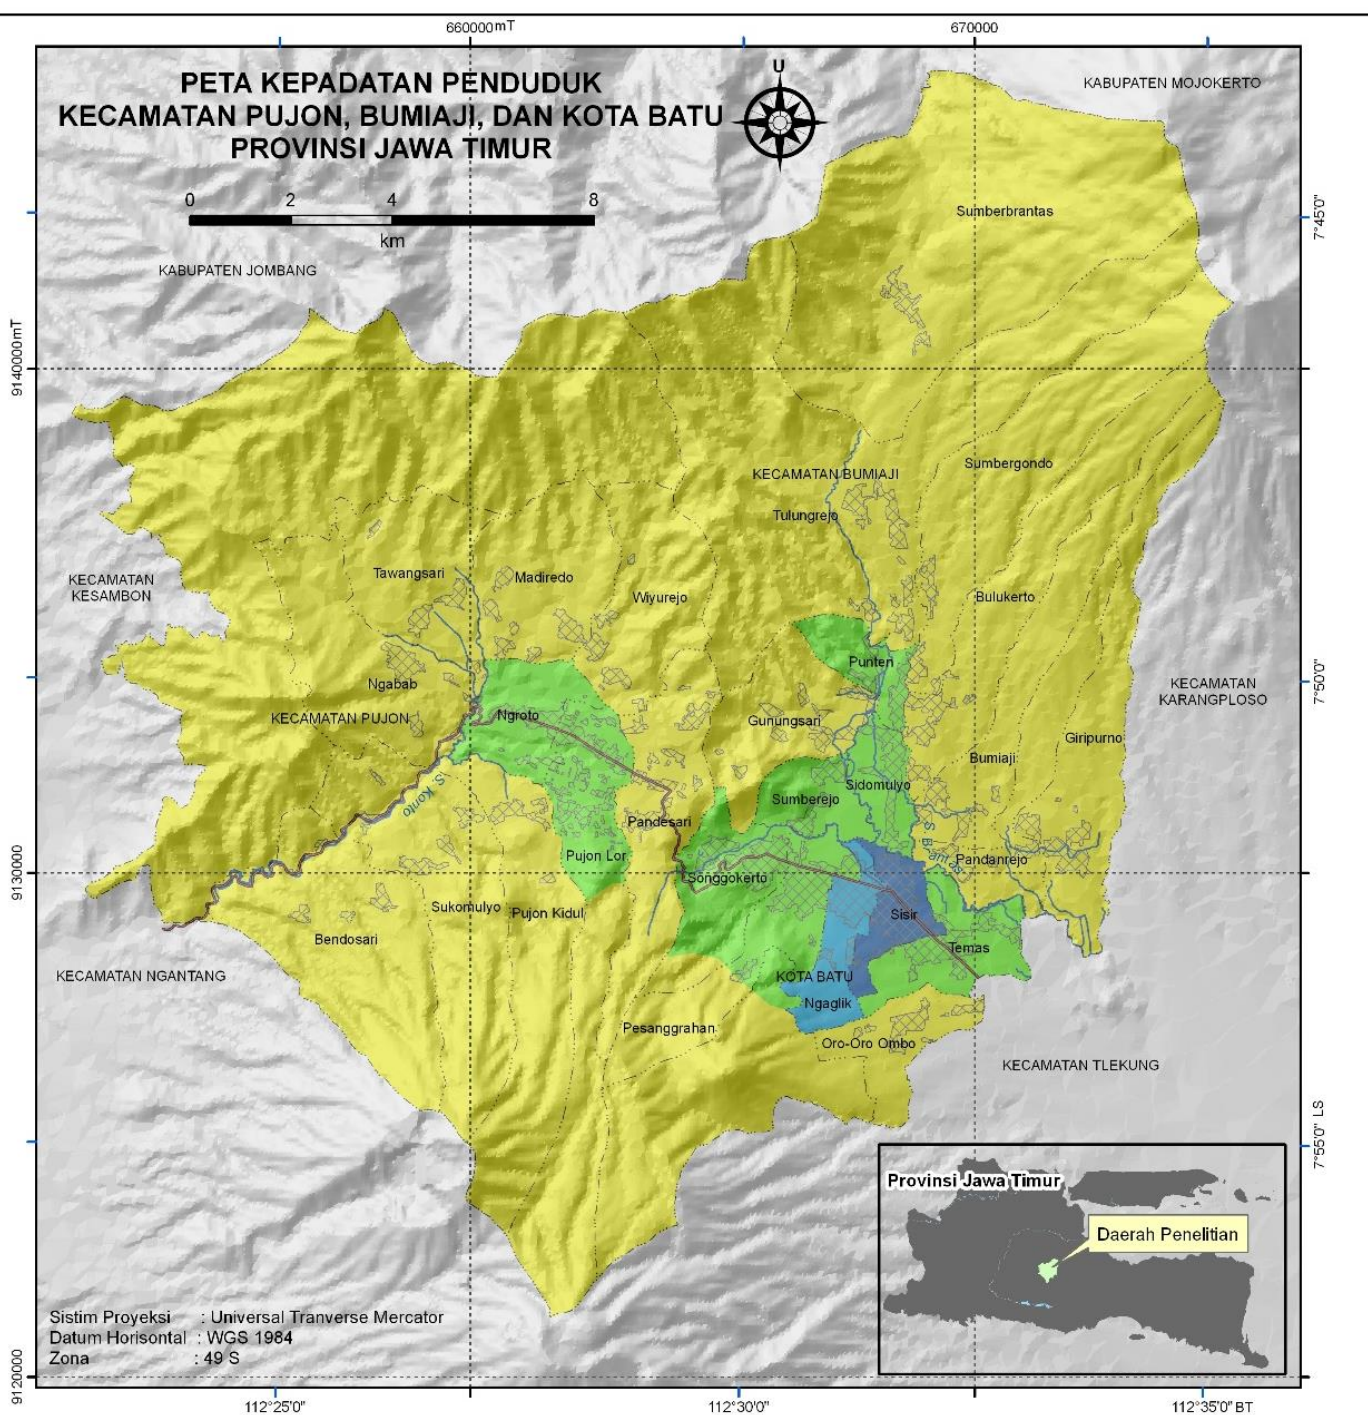 660000mT
670000
PETA KEPADATAN PENDUDUK
KECAMATAN PUJON, BUMIAJI, DAN KOTA BATU
PROVINSI JAWA TIMUR
U
KABUPATEN MOJOKERTO
0 2 4 8
km
Sumberbrantas
7°45'0"
KABUPATEN JOMBANG
9140000mT
Sumbergondo
KECAMATAN BUMIAJI
Tulungrejo
Tawangsari
Madiredo
KECAMATAN
KESAMBON
Wiyurejo
Bulukerto
Punten
Ngabab
KECAMATAN
KARANGPLOSO
7°50'0"
Ngroto
KECAMATAN PUJON
Gunungsari
Giripurno
Bumiaji
Sidomulyo
S. Konto
Sumberejo
Pandesari
S. Brantas
Pujon Lor
Pandanrejo
9130000
Songgokerto
Sukomulyo
Pujon Kidul
Sisir
Bendosari
Temas
KECAMATAN NGANTANG
KOTA BATU
Ngaglik
Pesanggrahan
Oro-Oro Ombo
KECAMATAN TLEKUNG
7°55'0" LS
Provinsi Jawa Timur
Daerah Penelitian
Sistim Proyeksi : Universal Tranverse Mercator
Datum Horisontal : WGS 1984
Zona : 49 S
9120000
112°25'0"
112°30'0"
112°35'0" BT